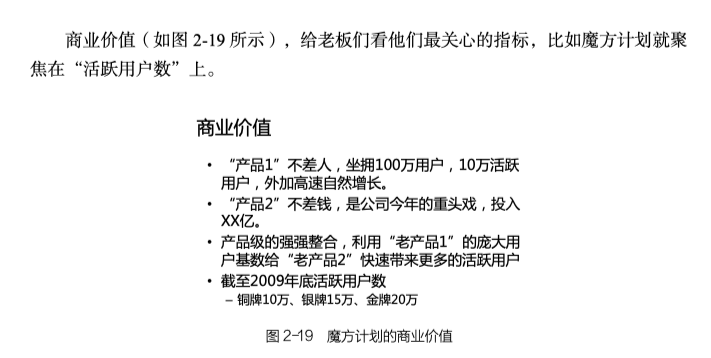 商业价值（如图 2-19 所示），给老板们看他们最关心的指标，比如魔方计划就聚
焦在“活跃用户数”上。
商业价值
• “产品1”不差人，坐拥100万用户，10万活跃
用户，外加高速自然增长。
• “产品2”不差钱，是公司今年的重头戏，投入
XX亿。
• 产品级的强强整合，利用“老产品1”的庞大用
户基数给“老产品2”快速带来更多的活跃用户
• 截至2009年底活跃用户数
– 铜牌10万、银牌15万、金牌20万
图 2-19 魔方计划的商业价值